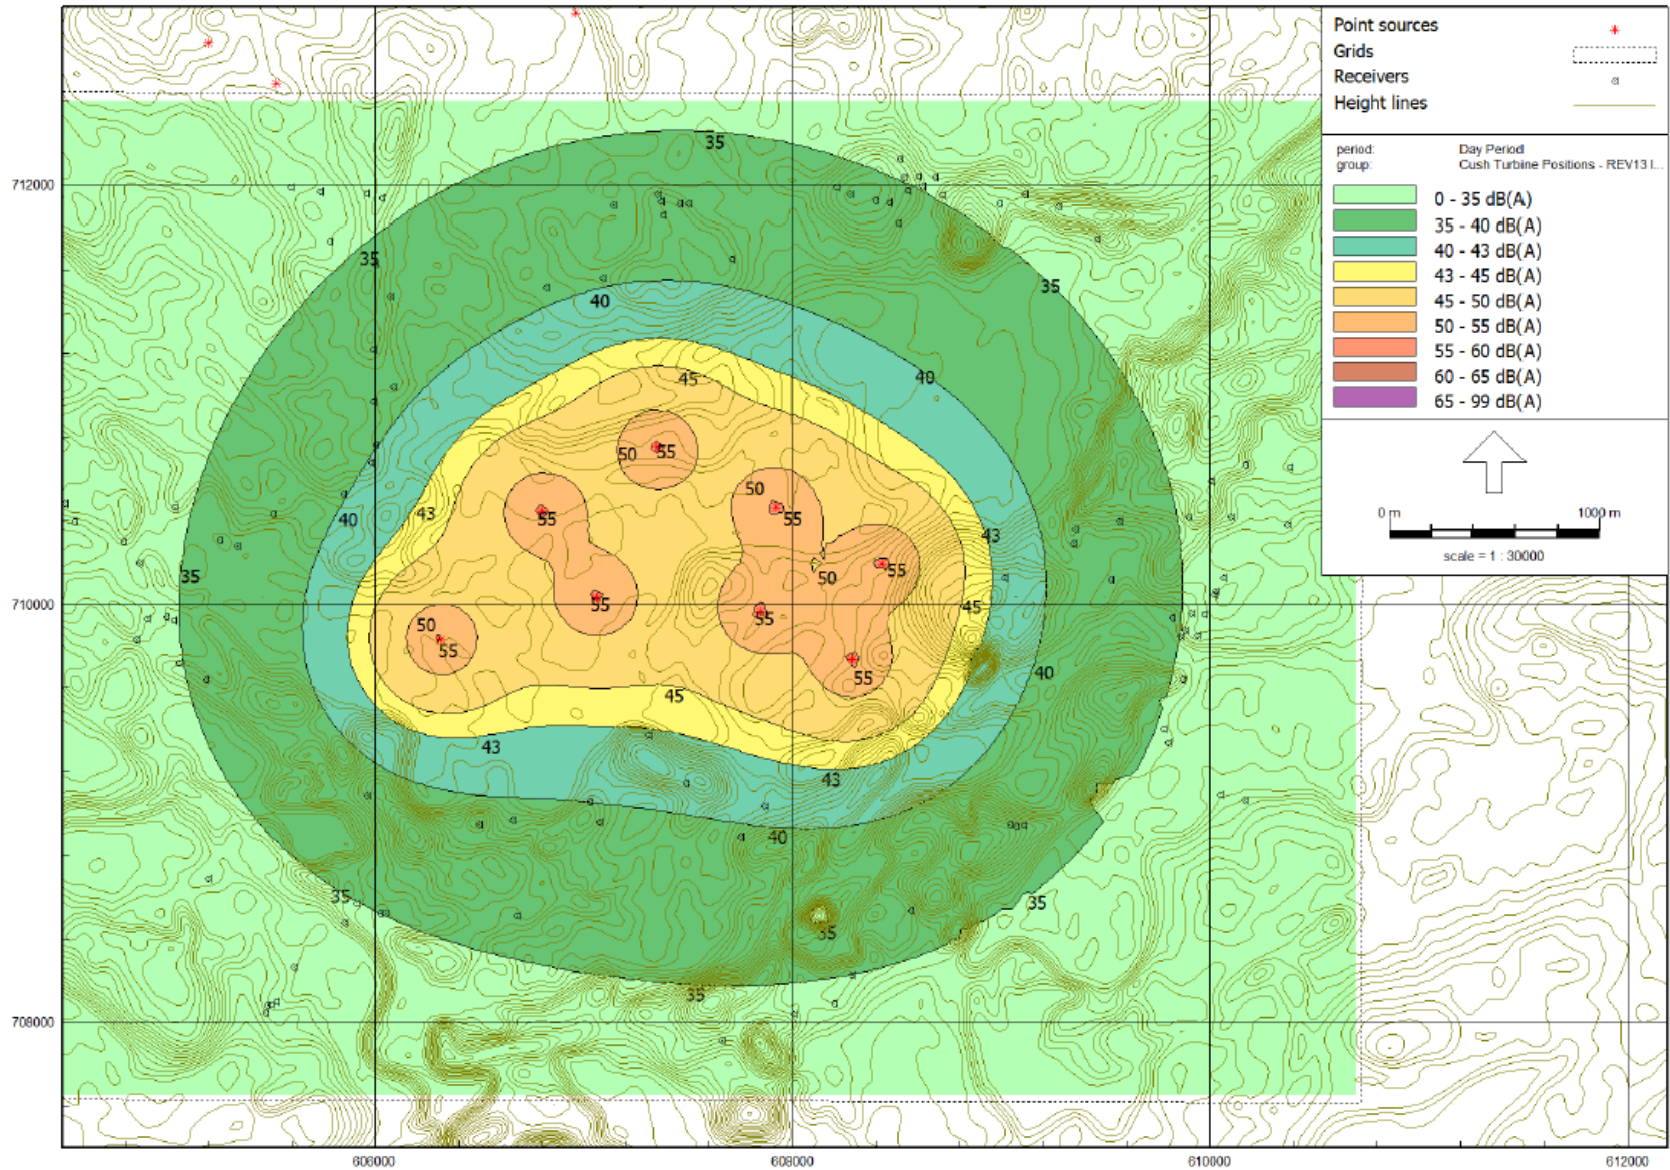 Point sources
Grids
Receivers
Height lines
period: Day Period
group: Cush Turbine Positions - REV13 I...
0 - 35 dB(A)
35 - 40 dB(A)
40 - 43 dB(A)
43 - 45 dB(A)
45 - 50 dB(A)
50 - 55 dB(A)
55 - 60 dB(A)
60 - 65 dB(A)
65 - 99 dB(A)
0 m 1000 m
scale = 1 : 30000
35
712000
35
35
40
40
45
50 55
50
43 40
55 55
43
50 55
35
710000
55 55 45
50
55
55
40
45
43
43
40
35
35
35
35
708000
606000 608000 610000 612000